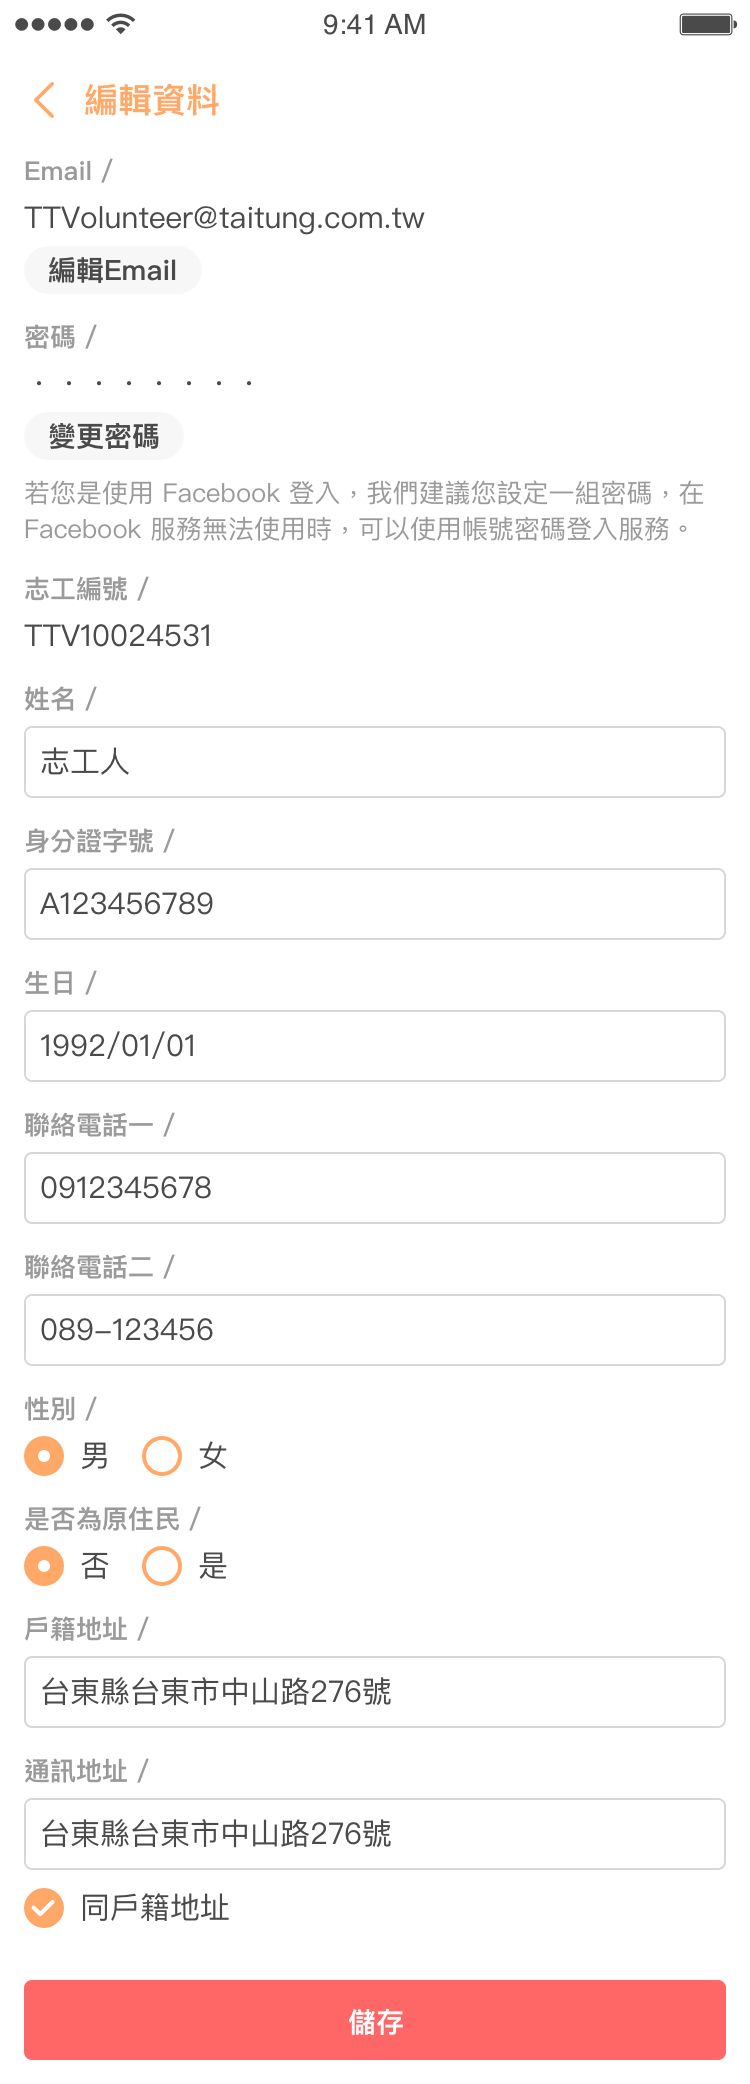 9:41 AM
編輯資料
Email /
TTVolunteer@taitung.com.tw
編輯Email
密碼 /
· · · · · · · ·
變更密碼
若您是使用 Facebook 登入，我們建議您設定一組密碼，在
Facebook 服務無法使用時，可以使用帳號密碼登入服務。
志工編號 /
TTV10024531
姓名 /
志工人
身分證字號 /
A123456789
生日 /
1992/01/01
聯絡電話一 /
0912345678
聯絡電話二 /
089-123456
性別 /
男 女
是否為原住民 /
否 是
戶籍地址 /
台東縣台東市中山路276號
通訊地址 /
台東縣台東市中山路276號
同戶籍地址
儲存